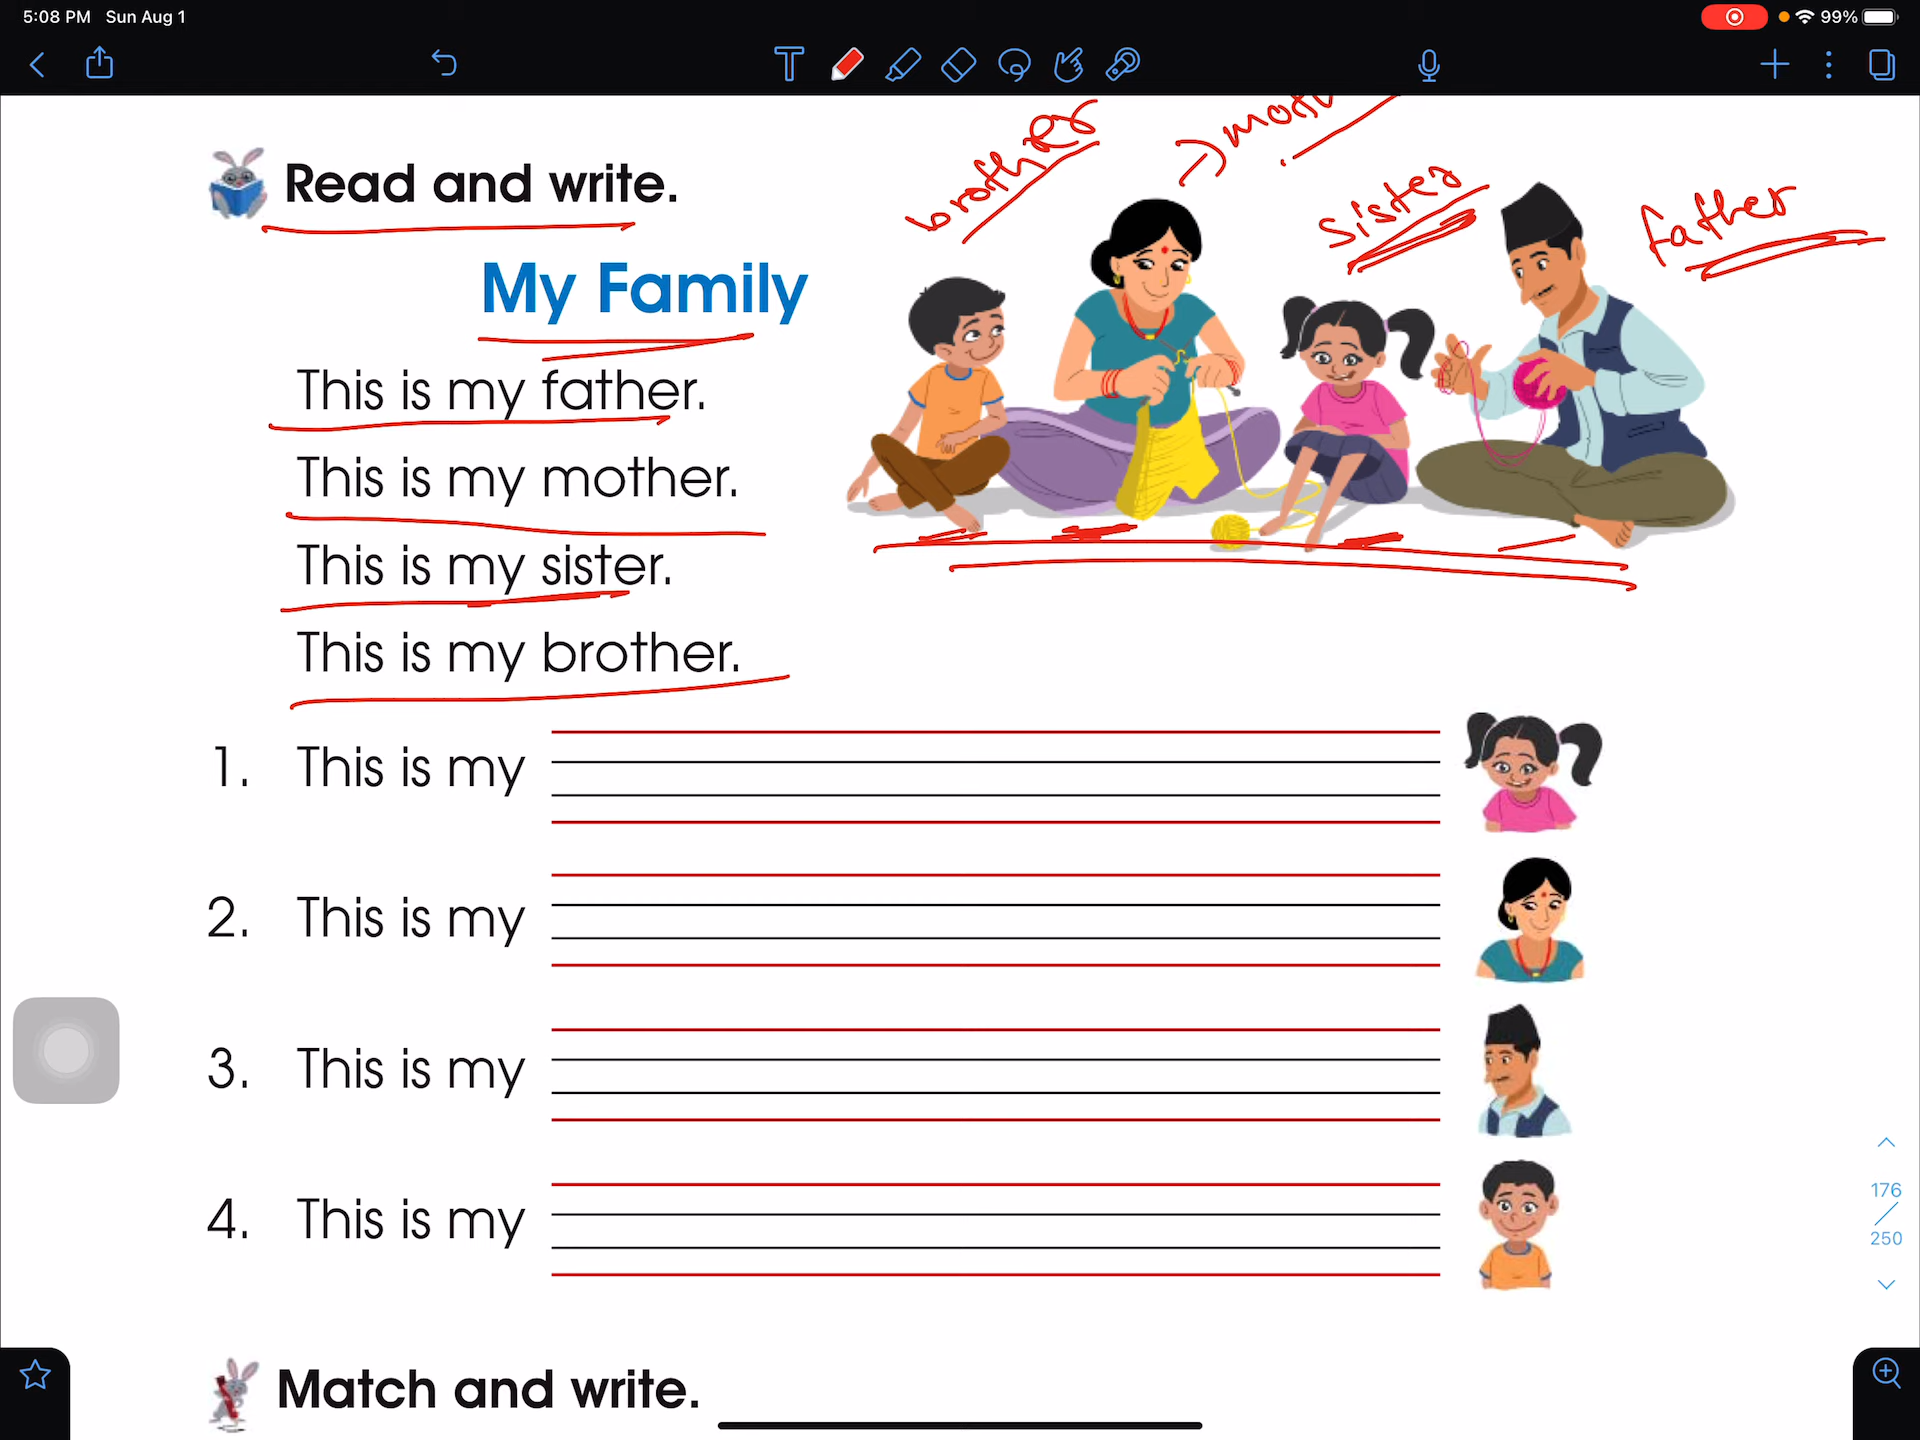 5:08 PM Sun Aug 1
99%
Read and write.
My Family
brother
sister
father
This is my father.
This is my mother.
This is my sister.
This is my brother.
1. This is my
2. This is my
3. This is my
4. This is my
176
250
Match and write.